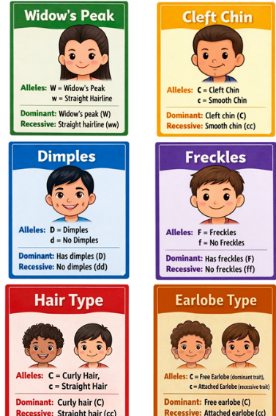 Widow's Peak
Alleles: W = Widow's Peak
w = Straight Hairline
Dominant: Widow's peak (W)
Recessive: Straight hairline (ww)
Cleft Chin
Alleles: C = Cleft Chin
c = Smooth Chin
Dominant: Cleft Chin (C)
Recessive: Smooth chin (cc)
Dimples
Alleles: D = Dimples
d = No Dimples
Dominant: Has dimples (D)
Recessive: No dimples (dd)
Freckles
Alleles: F = Freckles
f = No Freckles
Dominant: Has freckles (F)
Recessive: No freckles (ff)
Hair Type
Alleles: C = Curly Hair,
c = Straight Hair
Dominant: Curly hair (C)
Recessive: Straight hair (cc)
Earlobe Type
Alleles: C = Free Earlobe (dominant trait),
c = Attached Earlobe (recessive trait)
Dominant: Free earlobe (C)
Recessive: Attached earlobe (cc)